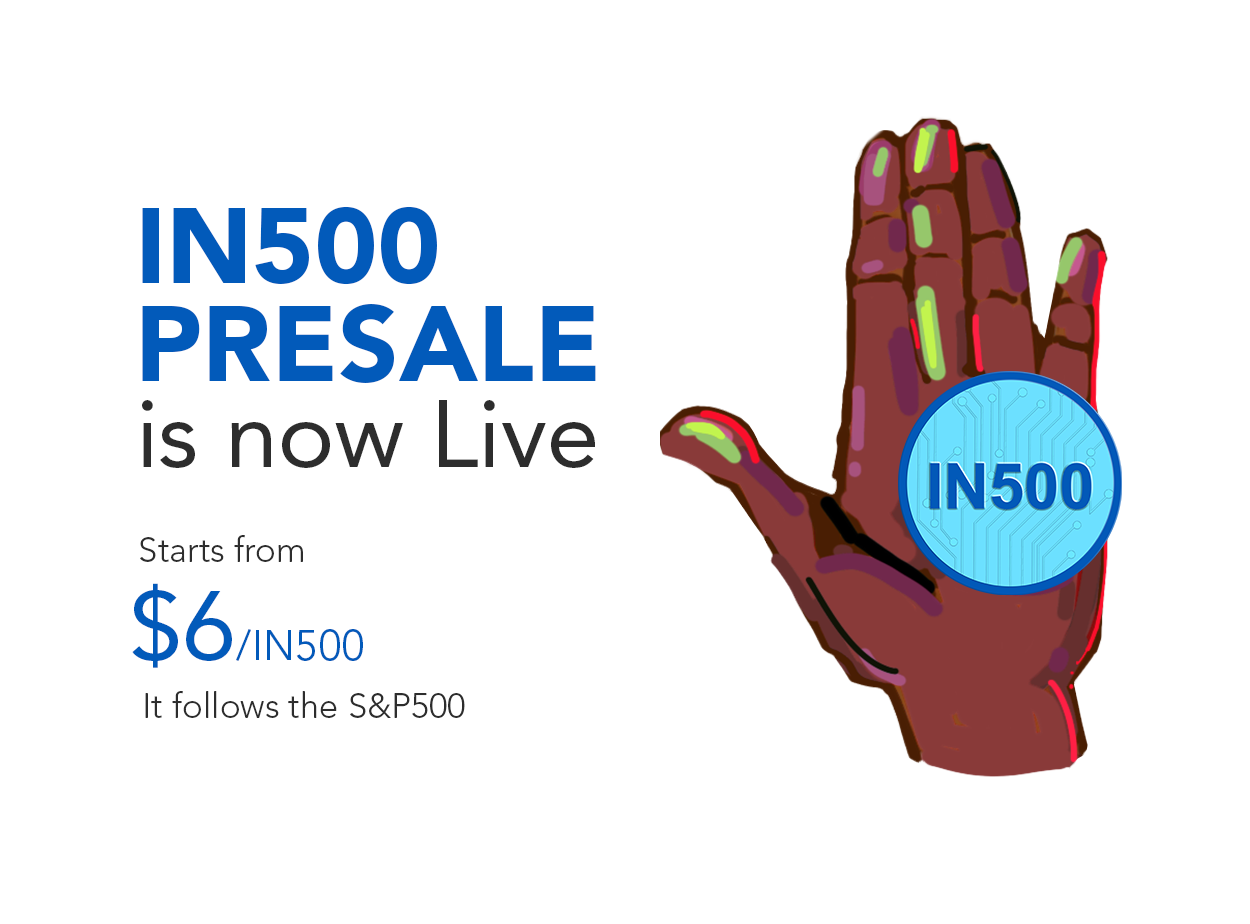 IN500
PRESALE
is now Live
Starts from
$6/IN500
It follows the S&P500
IN500